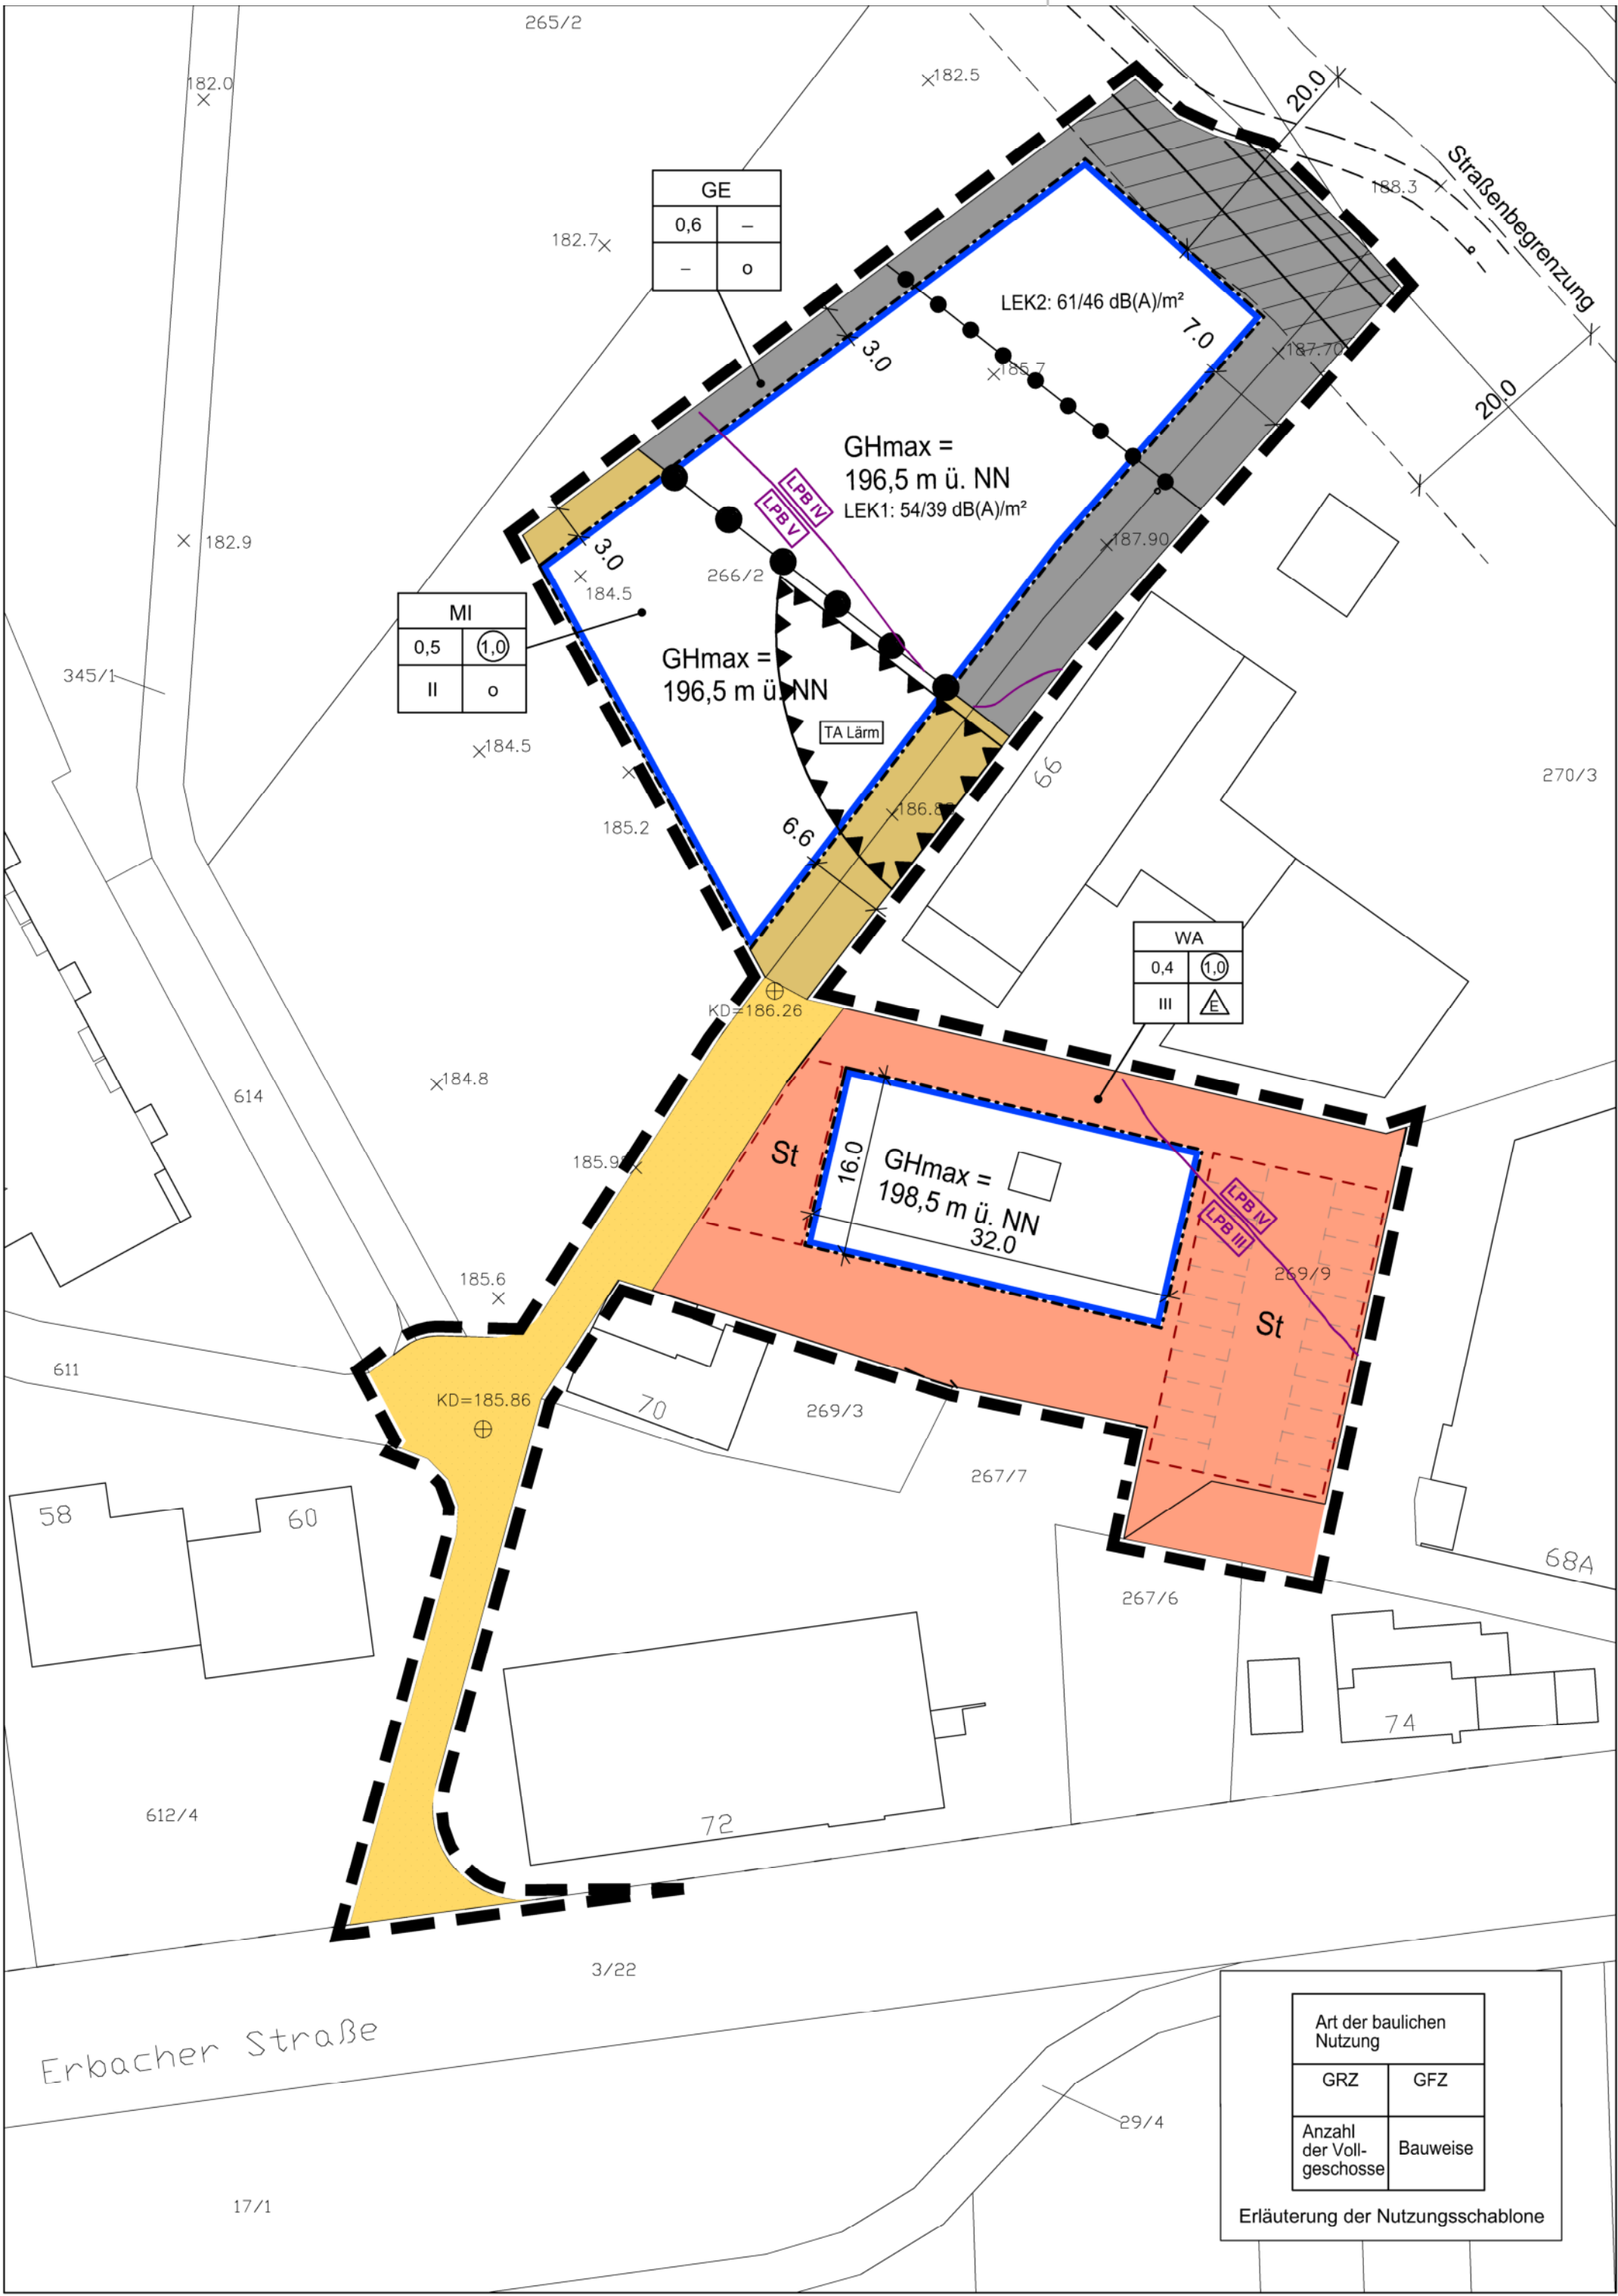 265/2
182.0
182.5
20.0
Straßenbegrenzung
188.3
GE
0,6 –
– o
182.7
LEK2: 61/46 dB(A)/m²
7.0
3.0
187.70
185.7
20.0
GHmax =
196,5 m ü. NN
LEK1: 54/39 dB(A)/m²
LPB IV
LPB V
182.9
3.0
187.90
266/2
184.5
MI
0,5 1,0
II o
345/1
GHmax =
196,5 m ü. NN
TA Lärm
184.5
66
270/3
185.2
186.8
6.6
WA
0,4 1,0
III E
KD=186.26
184.8
614
St
16.0
GHmax =
198,5 m ü. NN
32.0
185.9
LPB IV
LPB III
269/9
185.6
St
611
KD=185.86
70
269/3
267/7
58
60
68A
267/6
74
612/4
72
3/22
Erbacher Straße
29/4
17/1
Art der baulichen
Nutzung
GRZ GFZ
Anzahl
der Voll-
geschosse
Bauweise
Erläuterung der Nutzungsschablone